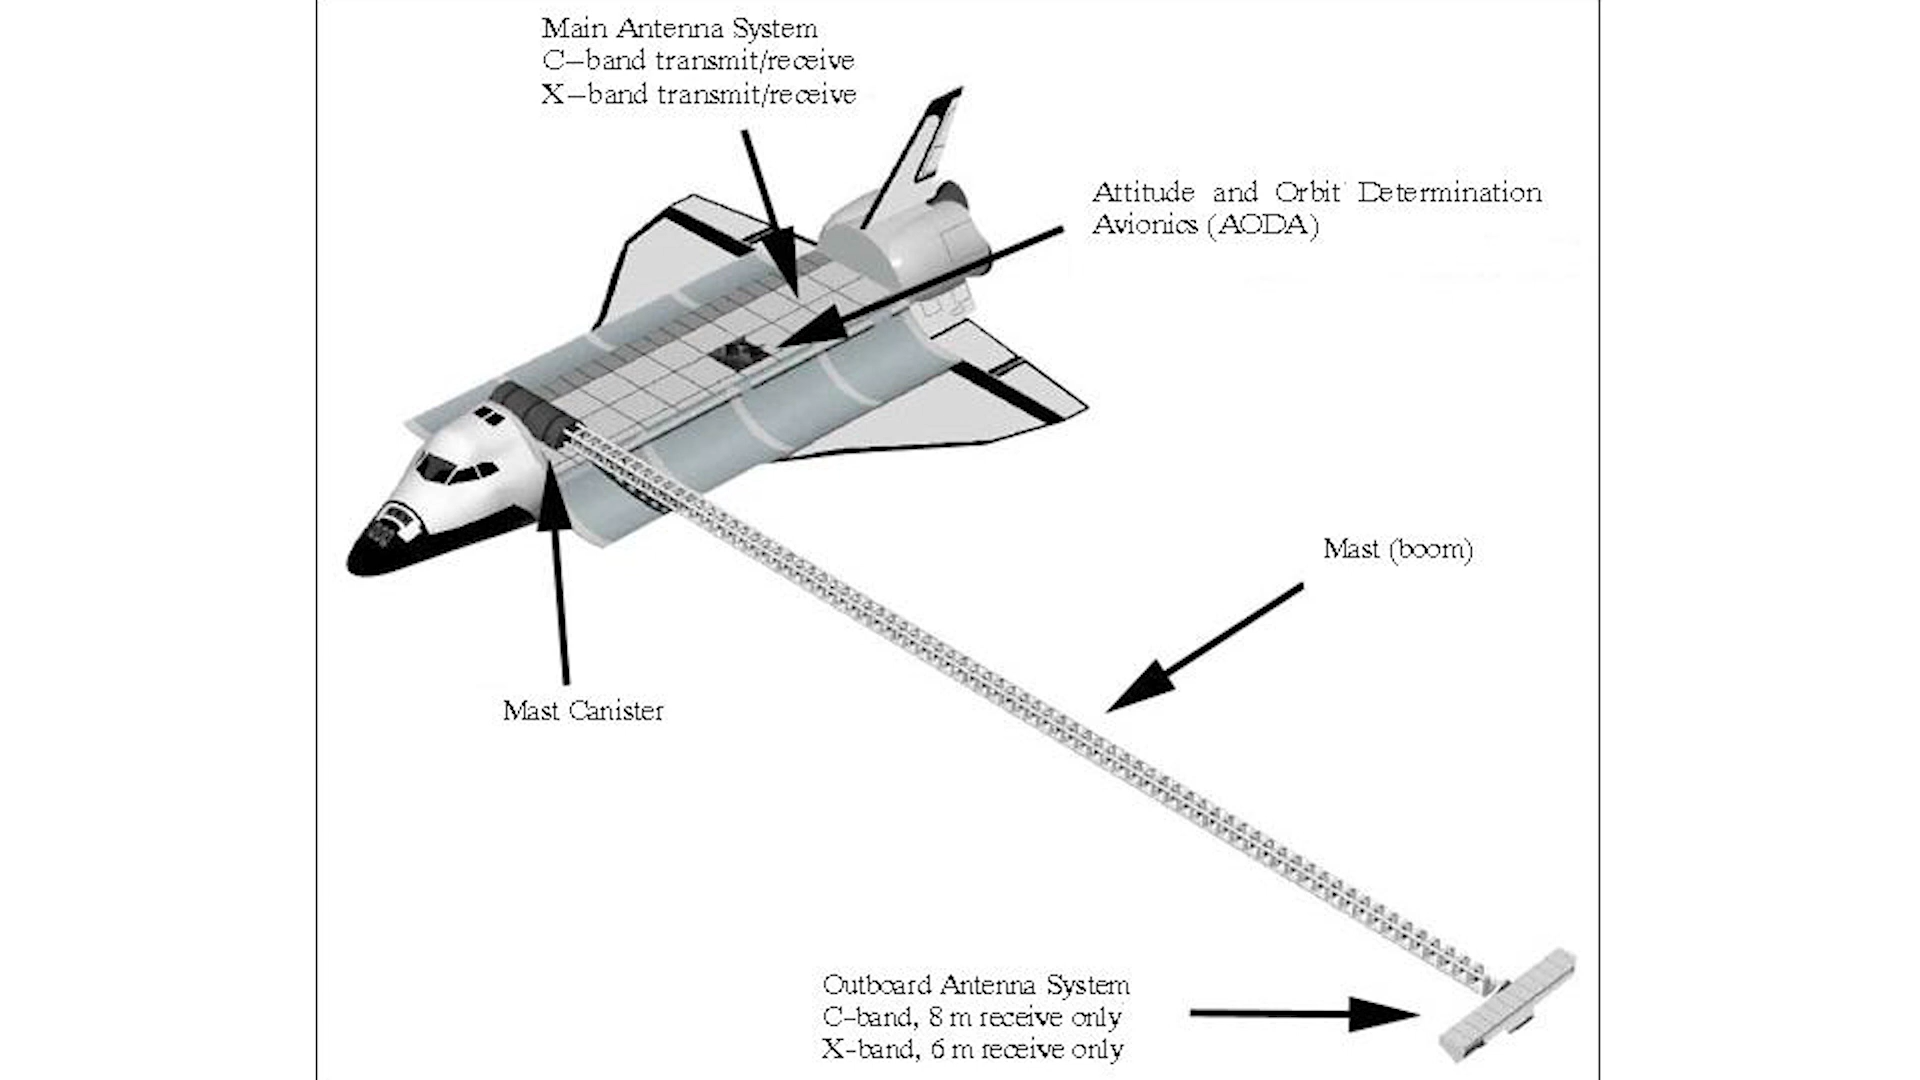 Main Antenna System
C-band transmit/receive
X-band transmit/receive
Attitude and Orbit Determination
Avionics (AODA)
Mast (boom)
Mast Canister
Outboard Antenna System
C-band, 8 m receive only
X-band, 6 m receive only